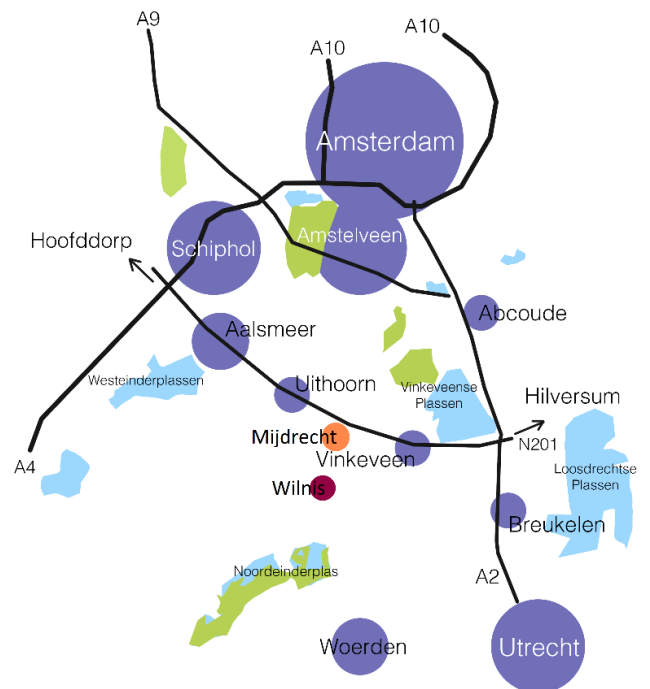 A9
A10
A10
Amsterdam
Hoofddorp
Schiphol
Amstelveen
Aalsmeer
Abcoude
Westeinderplassen
Uithoorn
Vinkeveense
Plassen
Hilversum
Mijdrecht
Vinkeveen
N201
A4
Loosdrechtse
Plassen
Wilnis
Breukelen
Noordeinderplas
A2
Woerden
Utrecht